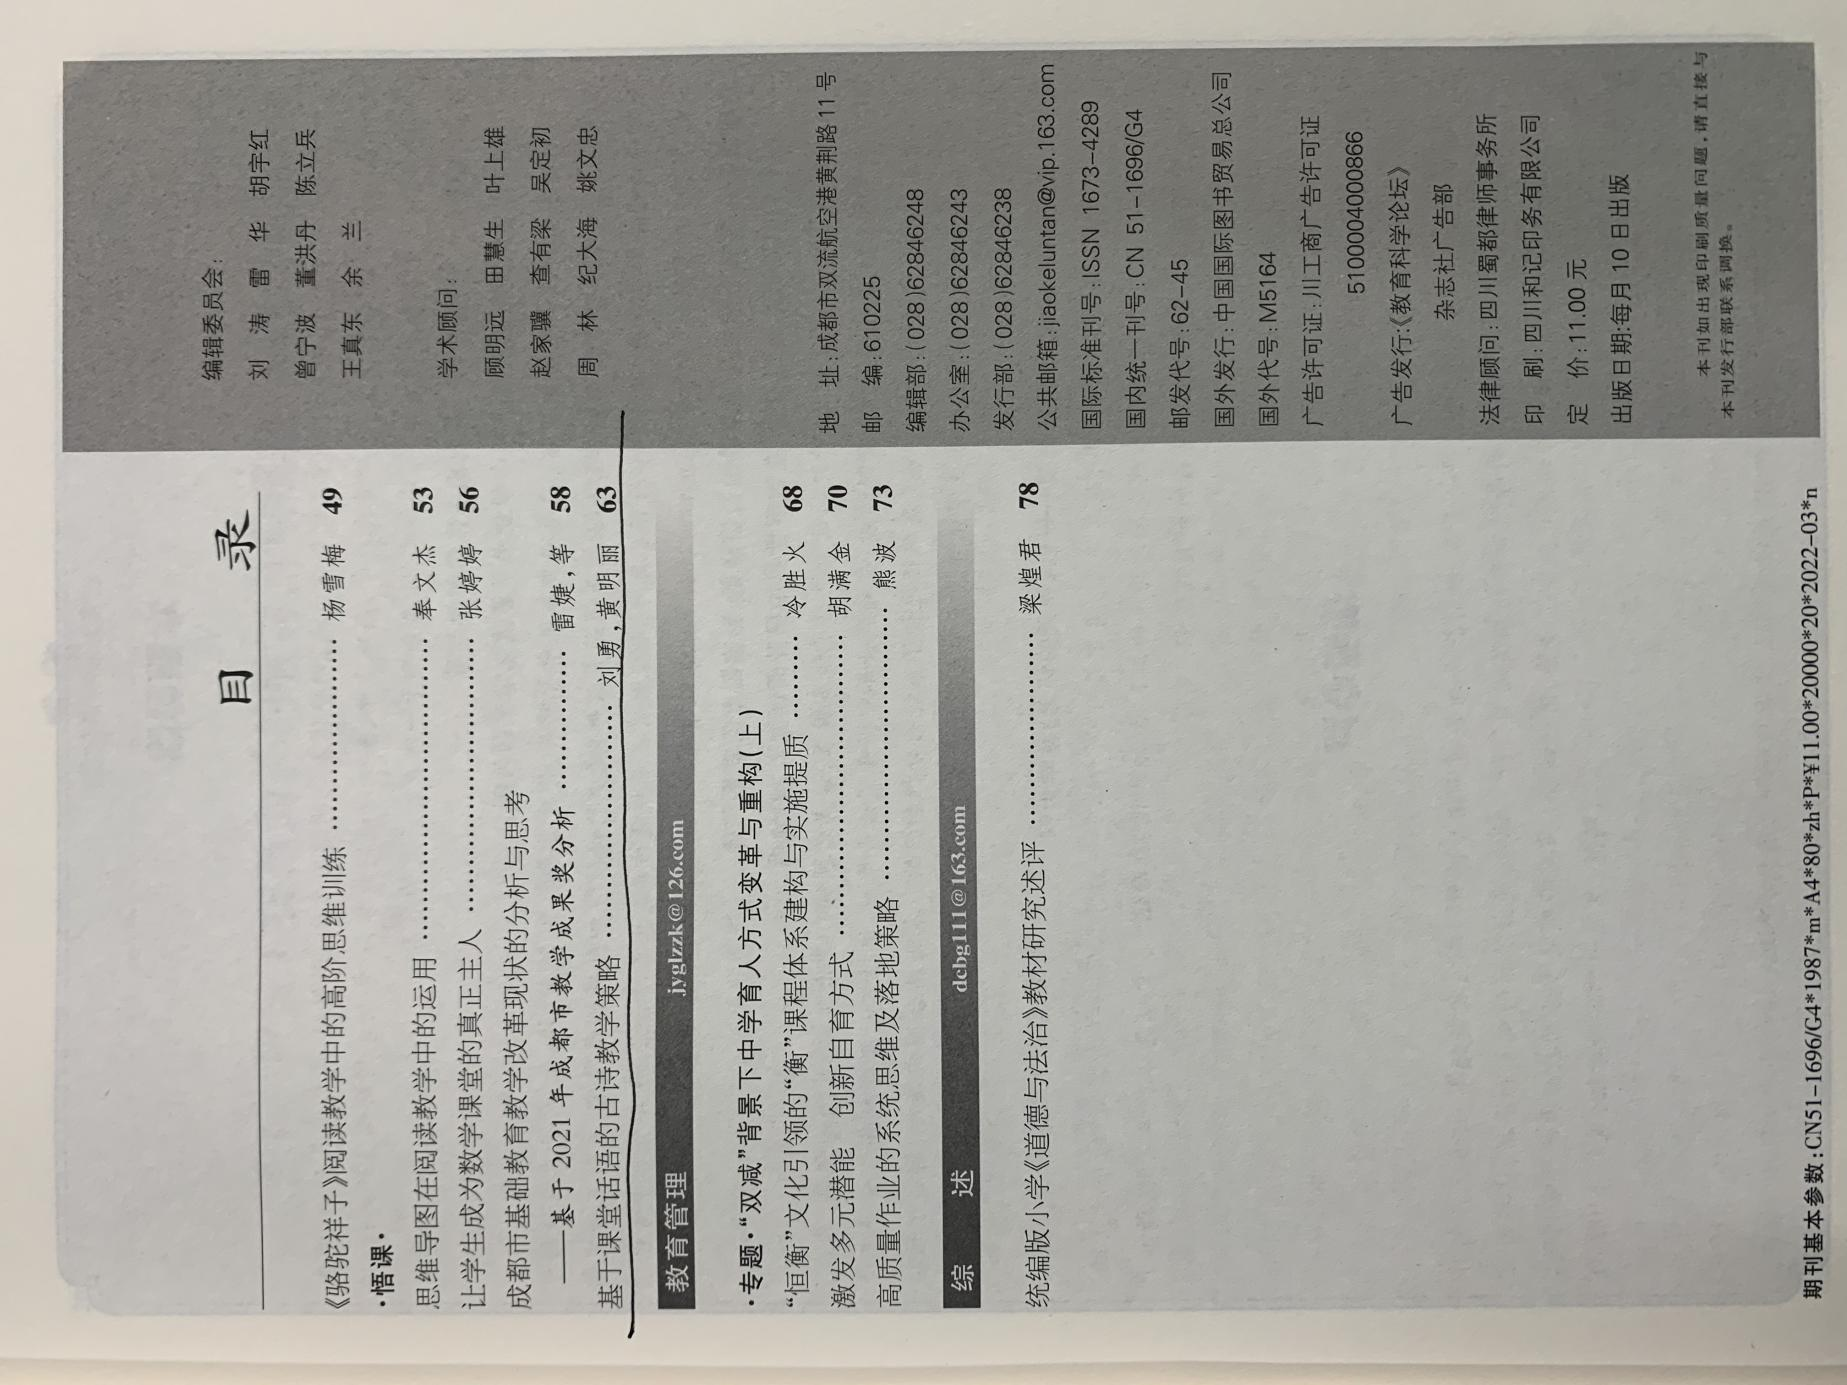 目 录
《骆驼祥子》阅读教学中的高阶思维训练 …………………… 杨雪梅 49
·悟课·
思维导图在阅读教学中的运用 ……………………………… 奉文杰 53
让学生成为数学课堂的真正主人 …………………………… 张婷婷 56
成都市基础教育教学改革现状的分析与思考
——基于 2021 年成都市教学成果奖分析 …………… 雷婕,等 58
基于课堂话语的古诗教学策略 ……………………… 刘勇,黄明丽 63
教育管理 jyglzzk@126.com
·专题·“双减”背景下中学育人方式变革与重构(上)
“恒衡”文化引领的“衡”课程体系建构与实施提质 ……… 冷胜火 68
激发多元潜能 创新自育方式 ……………………………… 胡满金 70
高质量作业的系统思维及落地策略 ……………………………… 熊波 73
综 述 dcbg111@163.com
统编版小学《道德与法治》教材研究述评 …………………… 梁煌君 78
编辑委员会:
刘 涛 雷 华 胡宇红
曾宁波 董洪丹 陈立兵
王真东 余 兰
学术顾问:
顾明远 田慧生 叶上雄
赵家骥 查有梁 吴定初
周 林 纪大海 姚文忠
地 址:成都市双流航空港黄荆路 11 号
邮 编:610225
编辑部:(028)62846248
办公室:(028)62846243
发行部:(028)62846238
公共邮箱:jiaokeluntan@vip.163.com
国际标准刊号:ISSN 1673-4289
国内统一刊号:CN 51-1696/G4
邮发代号:62-45
国外发行:中国国际图书贸易总公司
国外代号:M5164
广告许可证:川工商广告许可证
5100004000866
广告发行:《教育科学论坛》
杂志社广告部
法律顾问:四川蜀都律师事务所
印 刷:四川和记印务有限公司
定 价:11.00 元
出版日期:每月 10 日出版
本刊如出现印刷质量问题,请直接与
本刊发行部联系调换。
期刊基本参数:CN51-1696/G4*1987*m*A4*80*zh*P*¥11.00*20000*20*2022-03*n